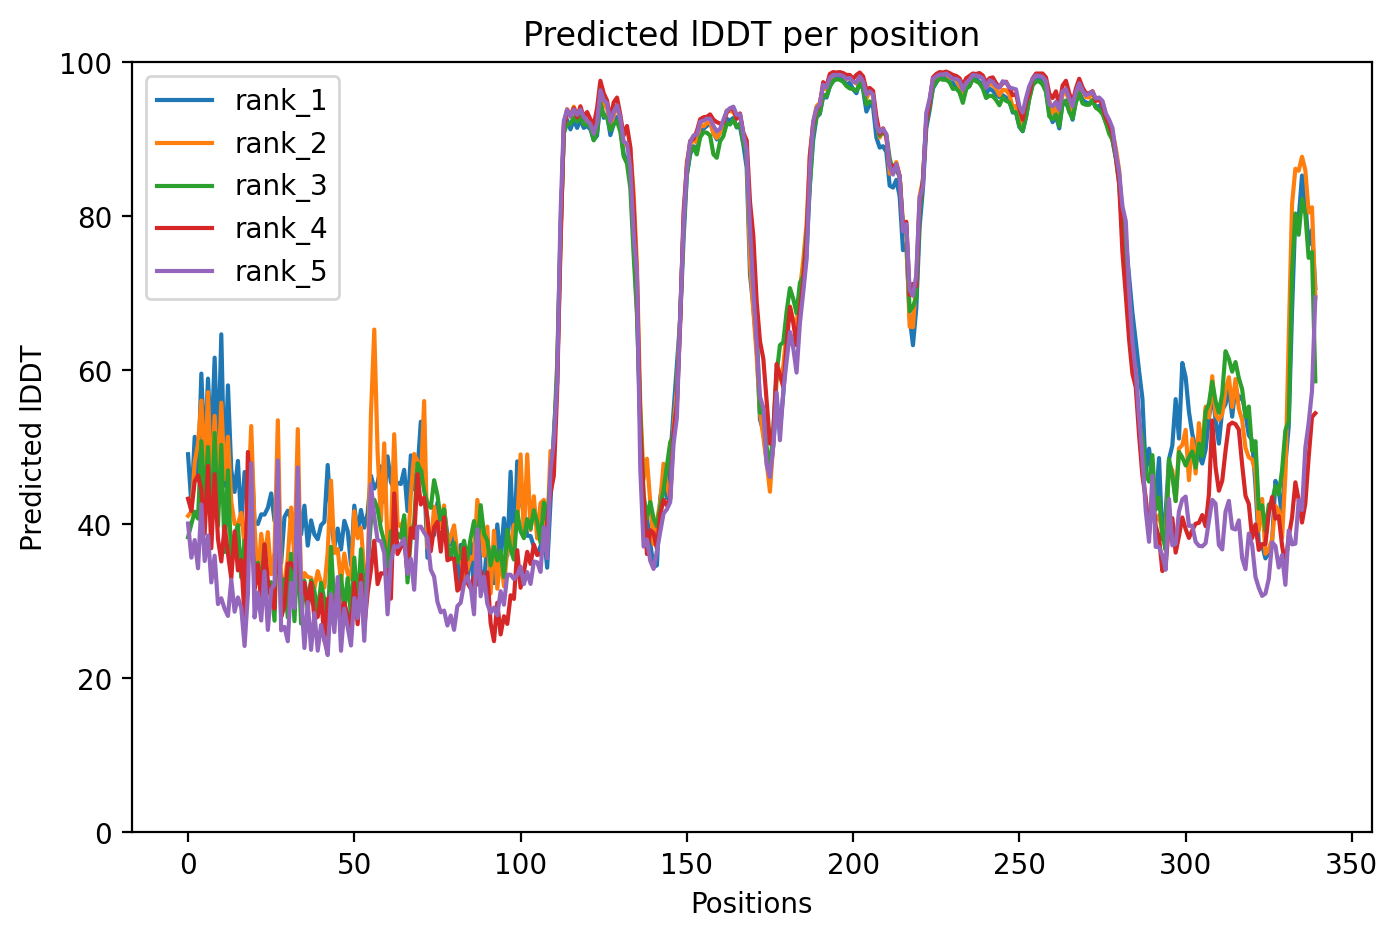 Predicted lDDT per position
100
80
60
40
20
0
Predicted lDDT
rank_1
rank_2
rank_3
rank_4
rank_5
0 50 100 150 200 250 300 350
Positions